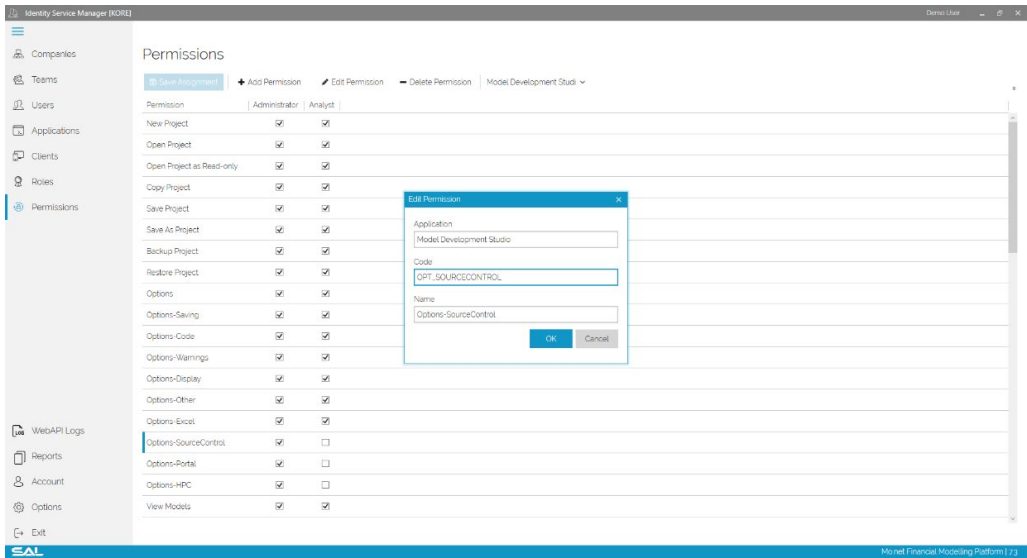 Identity Service Manager [KORE]
Demo User
Companies
Teams
Users
Applications
Clients
Roles
Permissions
WebAPI Logs
Reports
Account
Options
Exit
Permissions
Save Assignment
Add Permission
Edit Permission
Delete Permission
Model Development Studi
Permission Administrator Analyst
New Project
Open Project
Open Project as Read-only
Copy Project
Save Project
Save As Project
Backup Project
Restore Project
Options
Options-Saving
Options-Code
Options-Warnings
Options-Display
Options-Other
Options-Excel
Options-SourceControl
Options-Portal
Options-HPC
View Models
Edit Permission
Application
Model Development Studio
Code
OPT_SOURCECONTROL
Name
Options-SourceControl
OK Cancel
SAL
Mo.net Financial Modelling Platform | 7.3